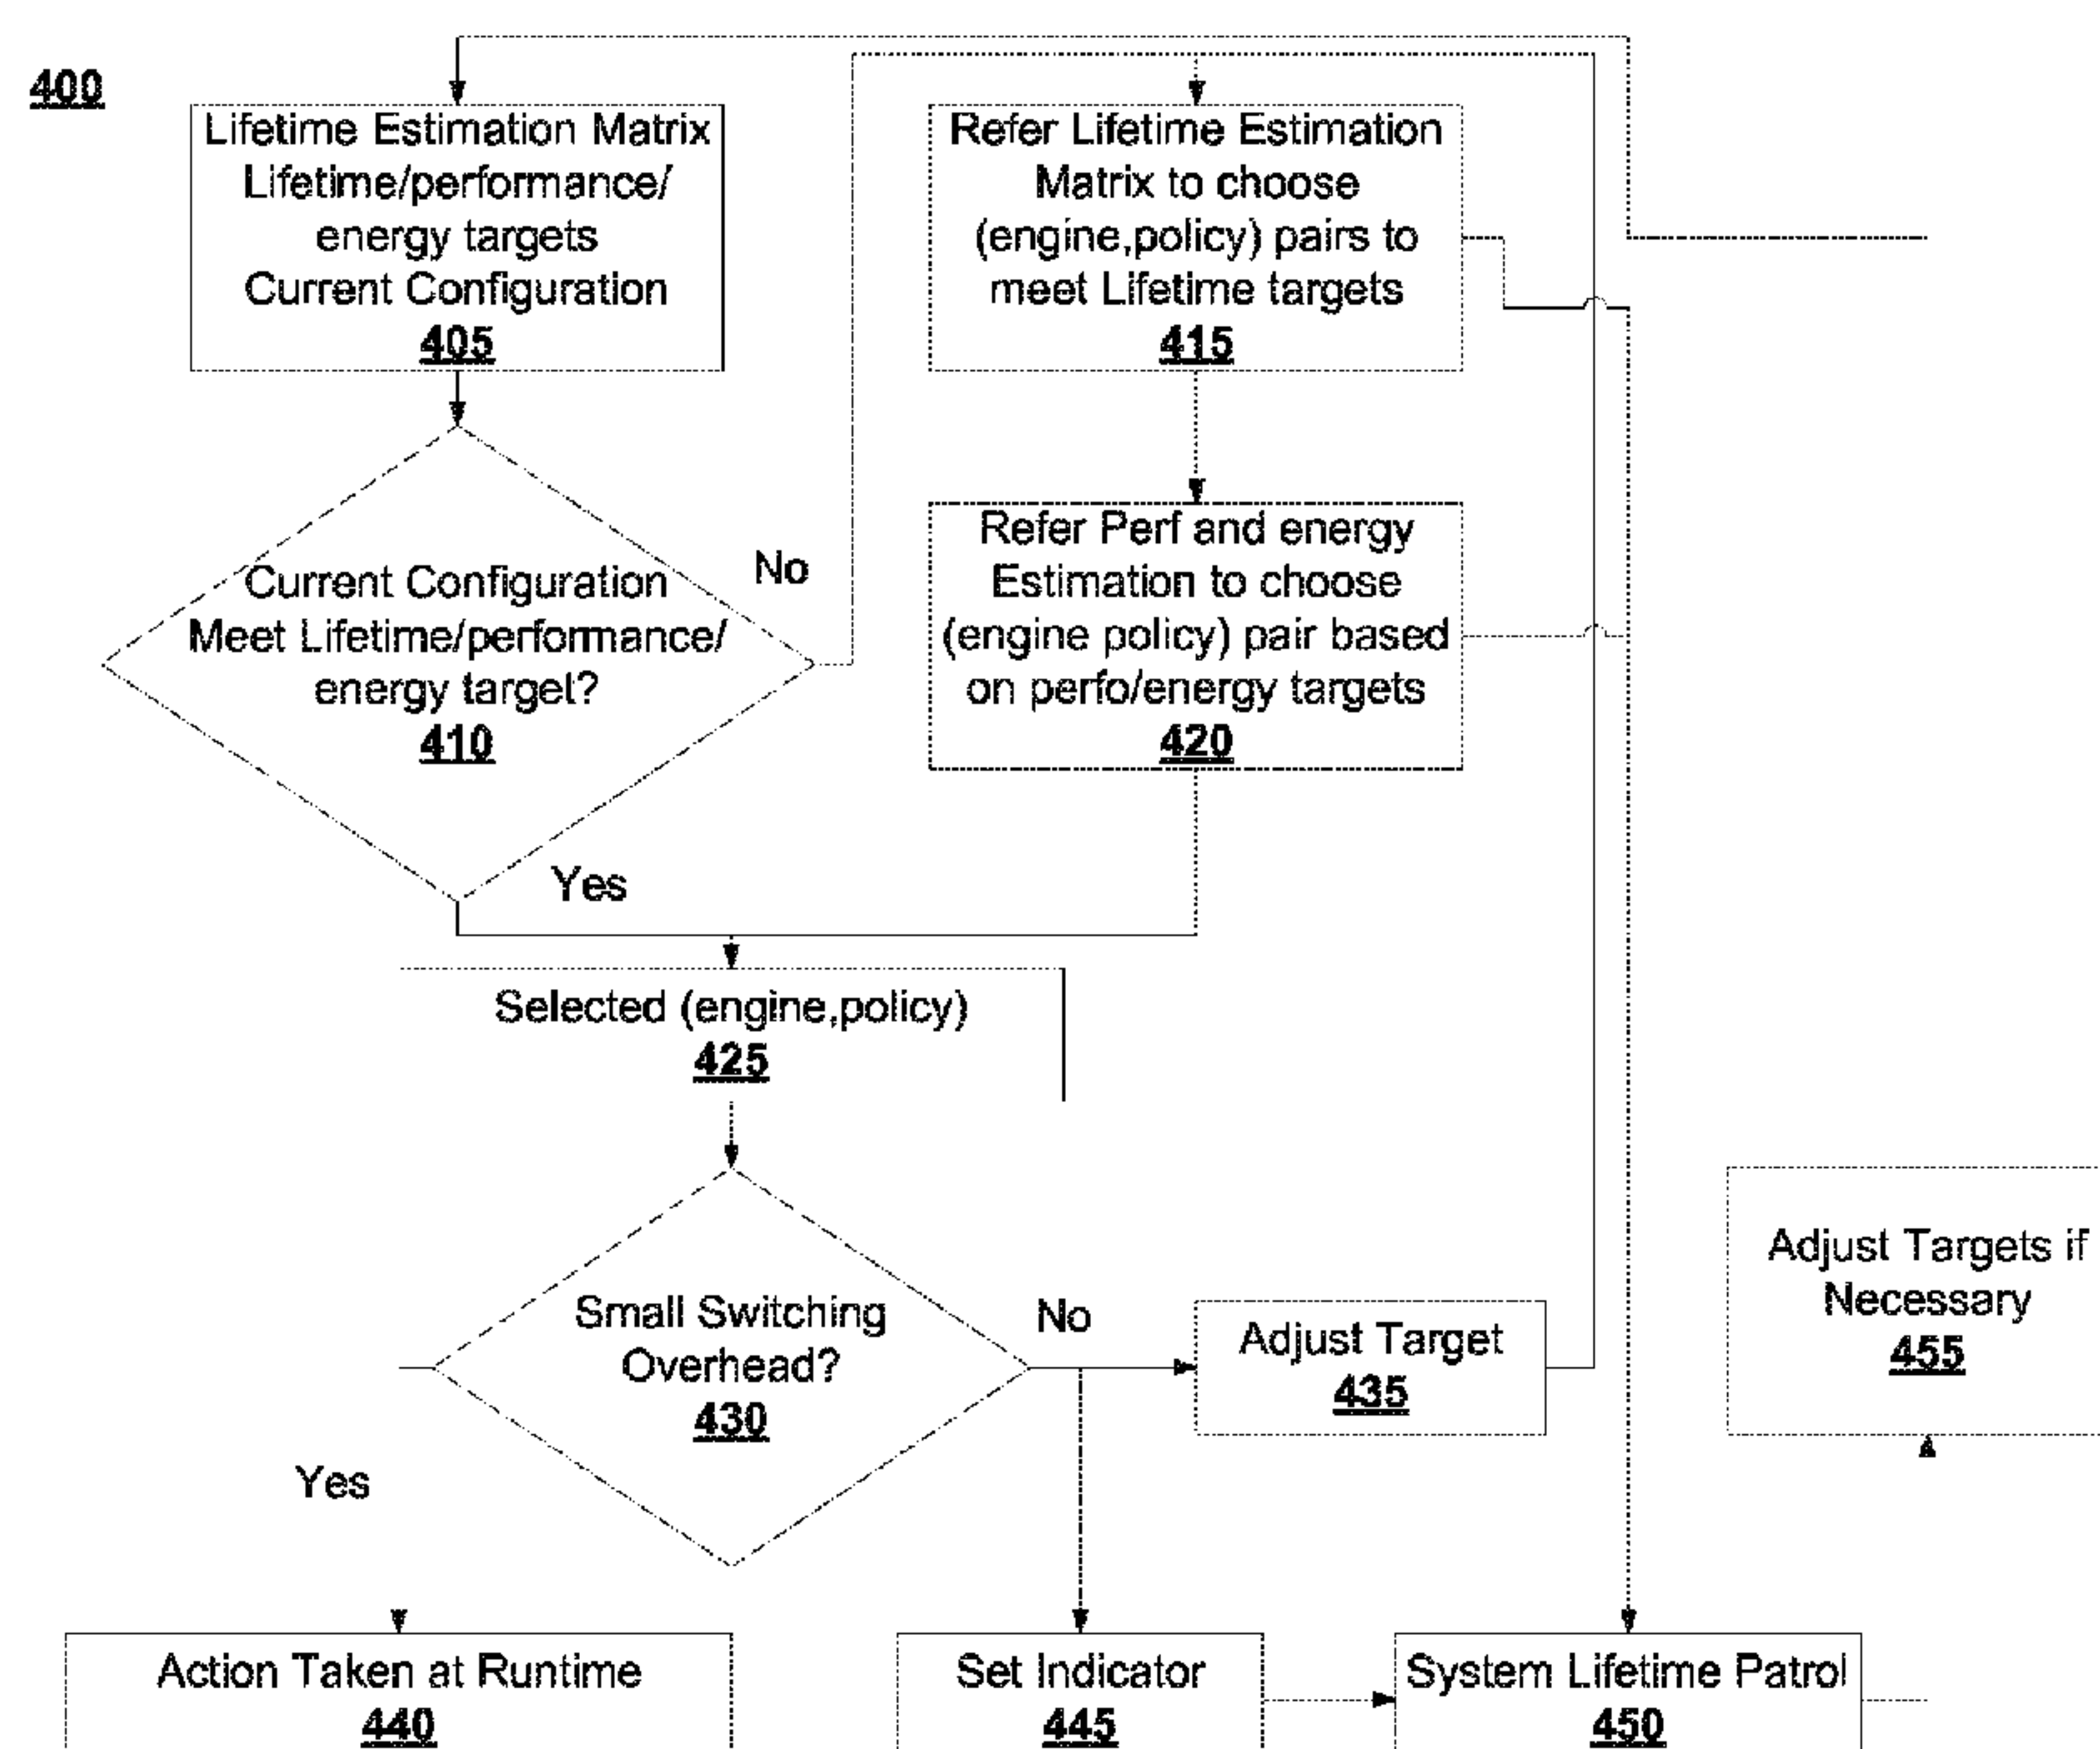 400
Lifetime Estimation Matrix
Lifetime/performance/
energy targets
Current Configuration
405
Refer Lifetime Estimation
Matrix to choose
(engine,policy) pairs to
meet Lifetime targets
415
Current Configuration
Meet Lifetime/performance/
energy target?
410
No
Refer Perf and energy
Estimation to choose
(engine policy) pair based
on perfo/energy targets
420
Yes
Selected (engine,policy)
425
Small Switching
Overhead?
430
No
Adjust Target
435
Adjust Targets if
Necessary
455
Yes
Action Taken at Runtime
440
Set Indicator
445
System Lifetime Patrol
450